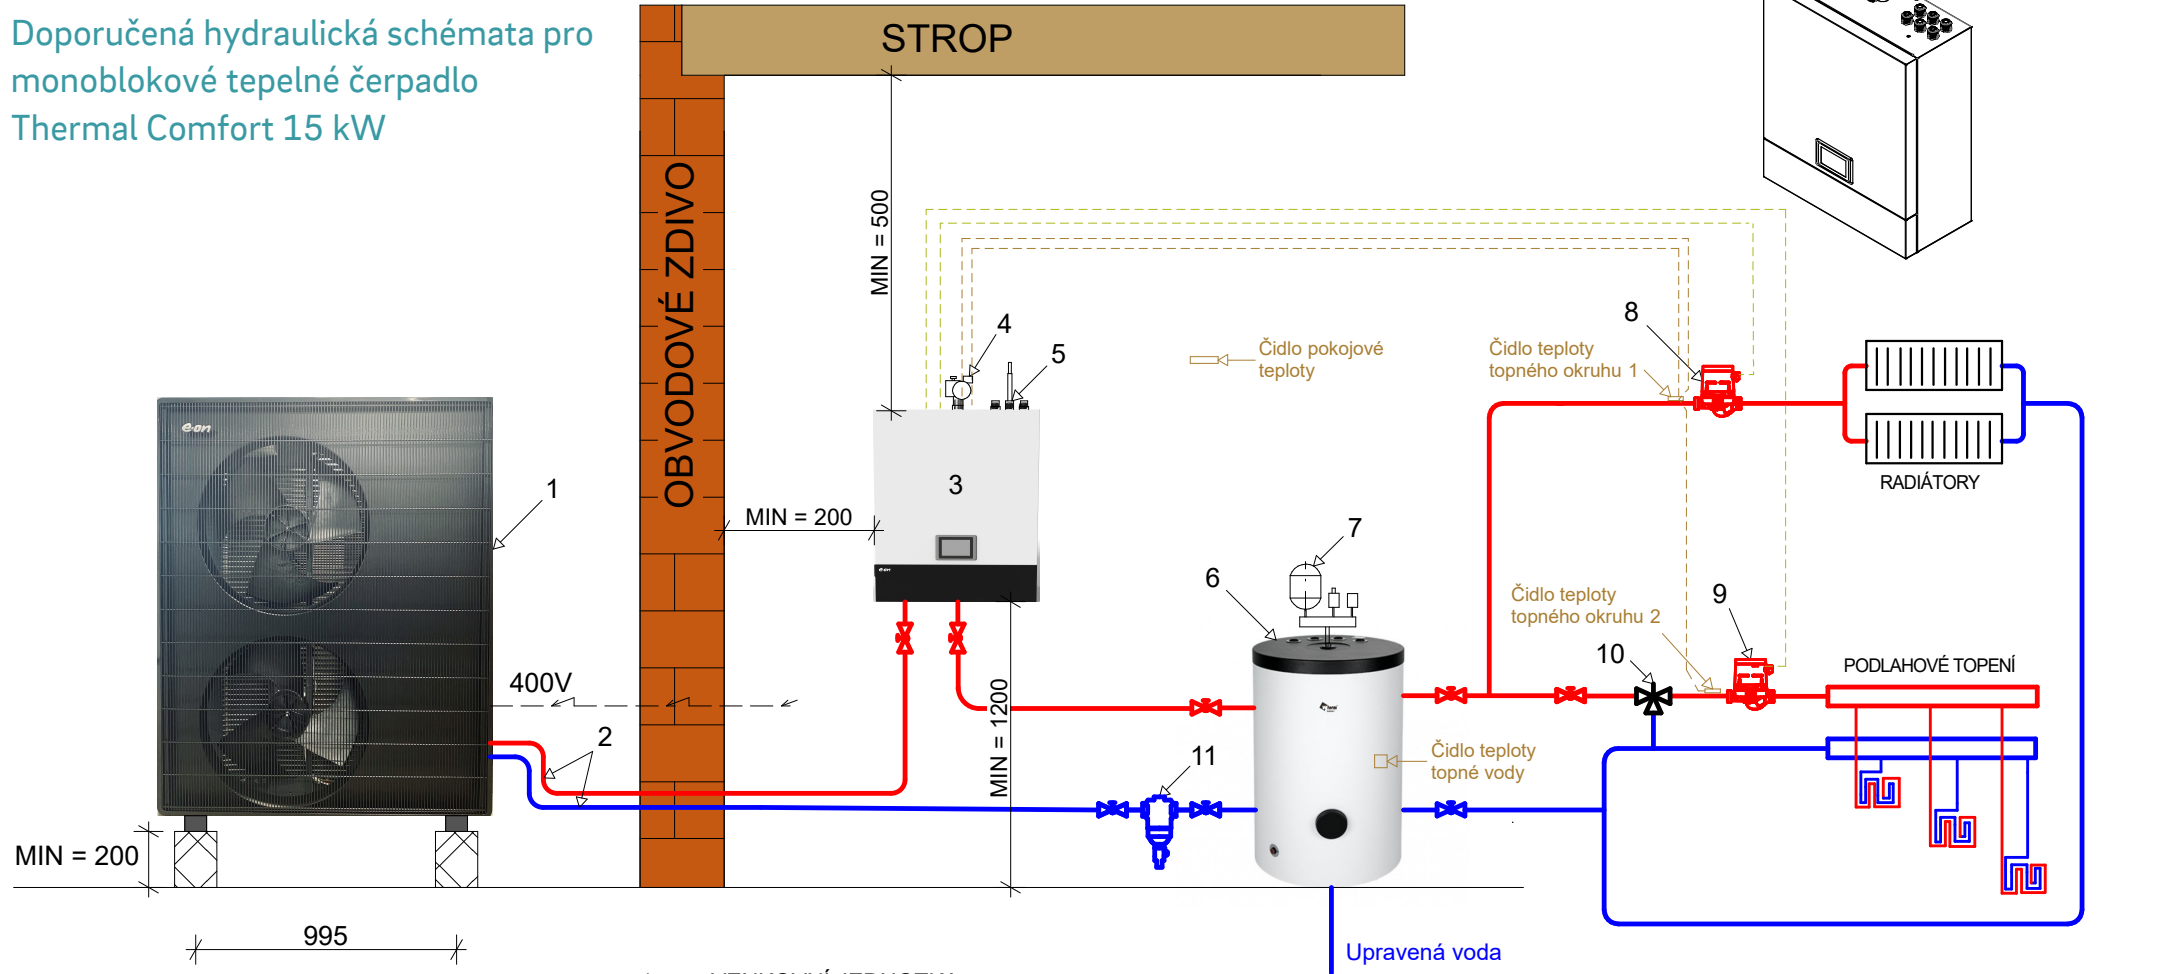 Doporučená hydraulická schémata pro
monoblokové tepelné čerpadlo
Thermal Comfort 15 kW
STROP
OBVODOVÉ ZDIVO
MIN = 500
4
5
Čidlo pokojové
teploty
Čidlo teploty
topného okruhu 1
8
RADIÁTORY
e·on
1
3
MIN = 200
e·on
7
6
Čidlo teploty
topného okruhu 2
9
10
PODLAHOVÉ TOPENÍ
400V
2
MIN = 1200
11
Čidlo teploty
topné vody
MIN = 200
995
Upravená voda